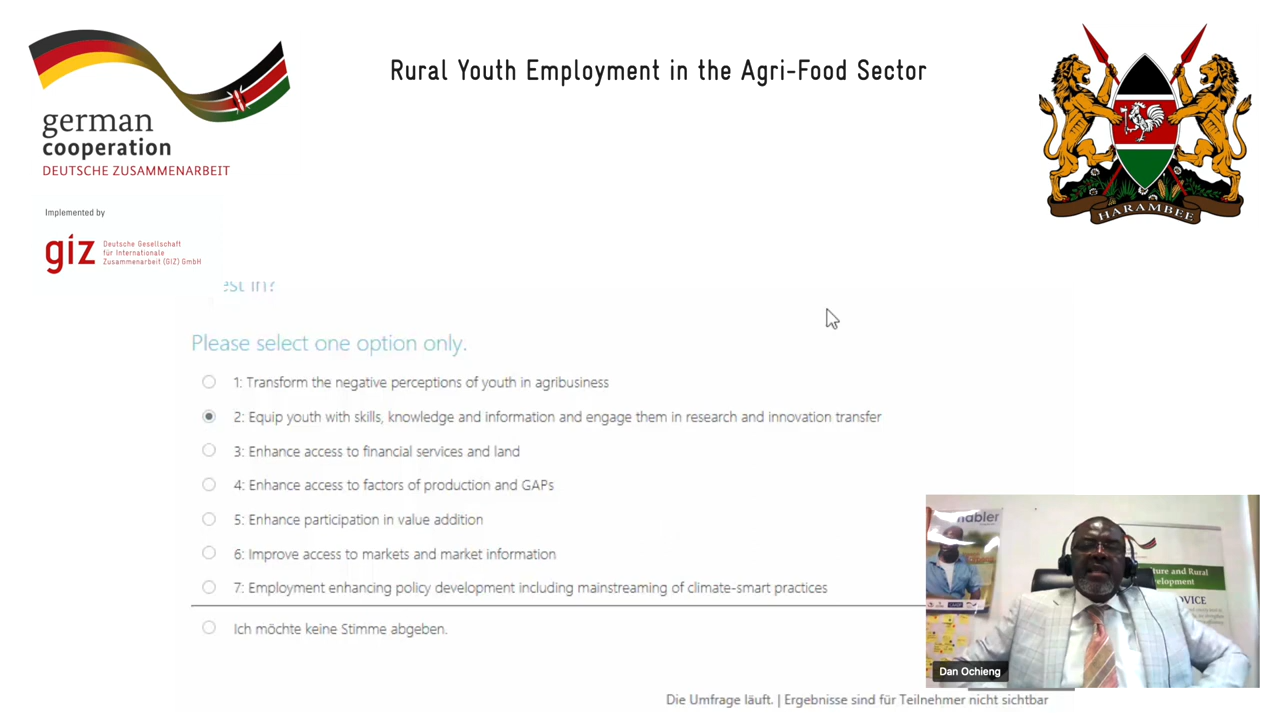 Rural Youth Employment in the Agri-Food Sector
german
cooperation
DEUTSCHE ZUSAMMENARBEIT
Implemented by
giz
Deutsche Gesellschaft
für Internationale
Zusammenarbeit (GIZ) GmbH
HARAMBEE
est in?
Please select one option only.
1: Transform the negative perceptions of youth in agribusiness
2: Equip youth with skills, knowledge and information and engage them in research and innovation transfer
3: Enhance access to financial services and land
4: Enhance access to factors of production and GAPs
5: Enhance participation in value addition
6: Improve access to markets and market information
7: Employment enhancing policy development including mainstreaming of climate-smart practices
Ich möchte keine Stimme abgeben.
nabler
ture and Rural
elopment
VICE
Dan Ochieng
Die Umfrage läuft. | Ergebnisse sind für Teilnehmer nicht sichtbar